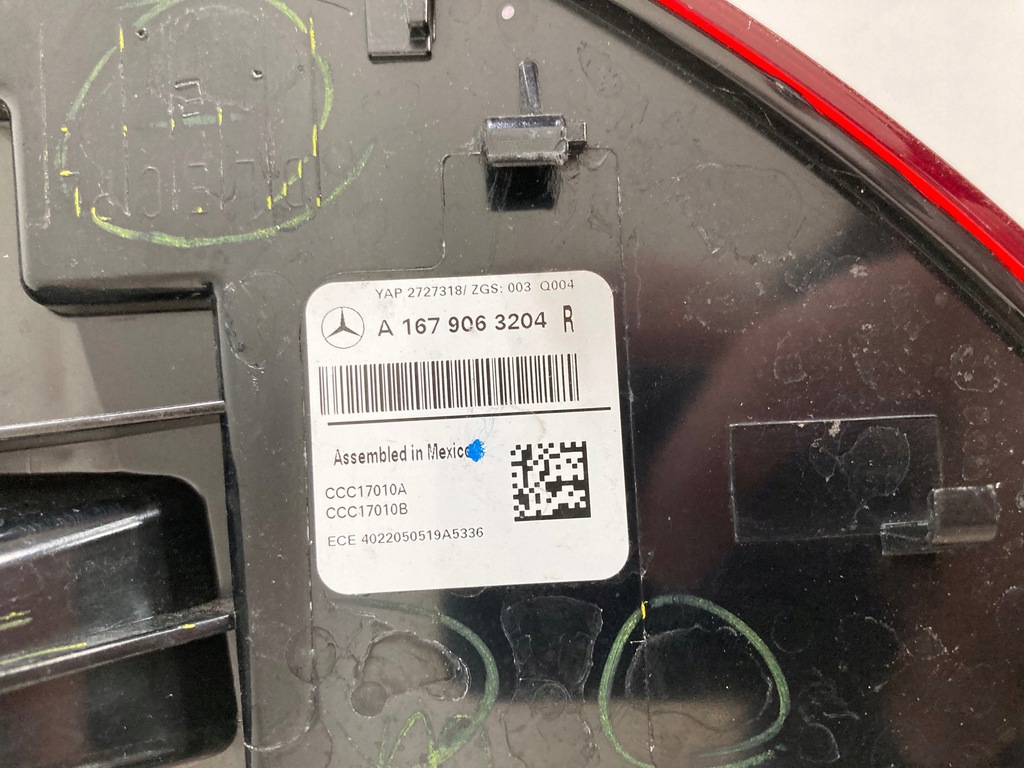 YAP 2727318/ ZGS: 003 Q004
A 167 906 3204 R
Assembled in Mexico
CCC17010A
CCC17010B
ECE 4022050519A5336